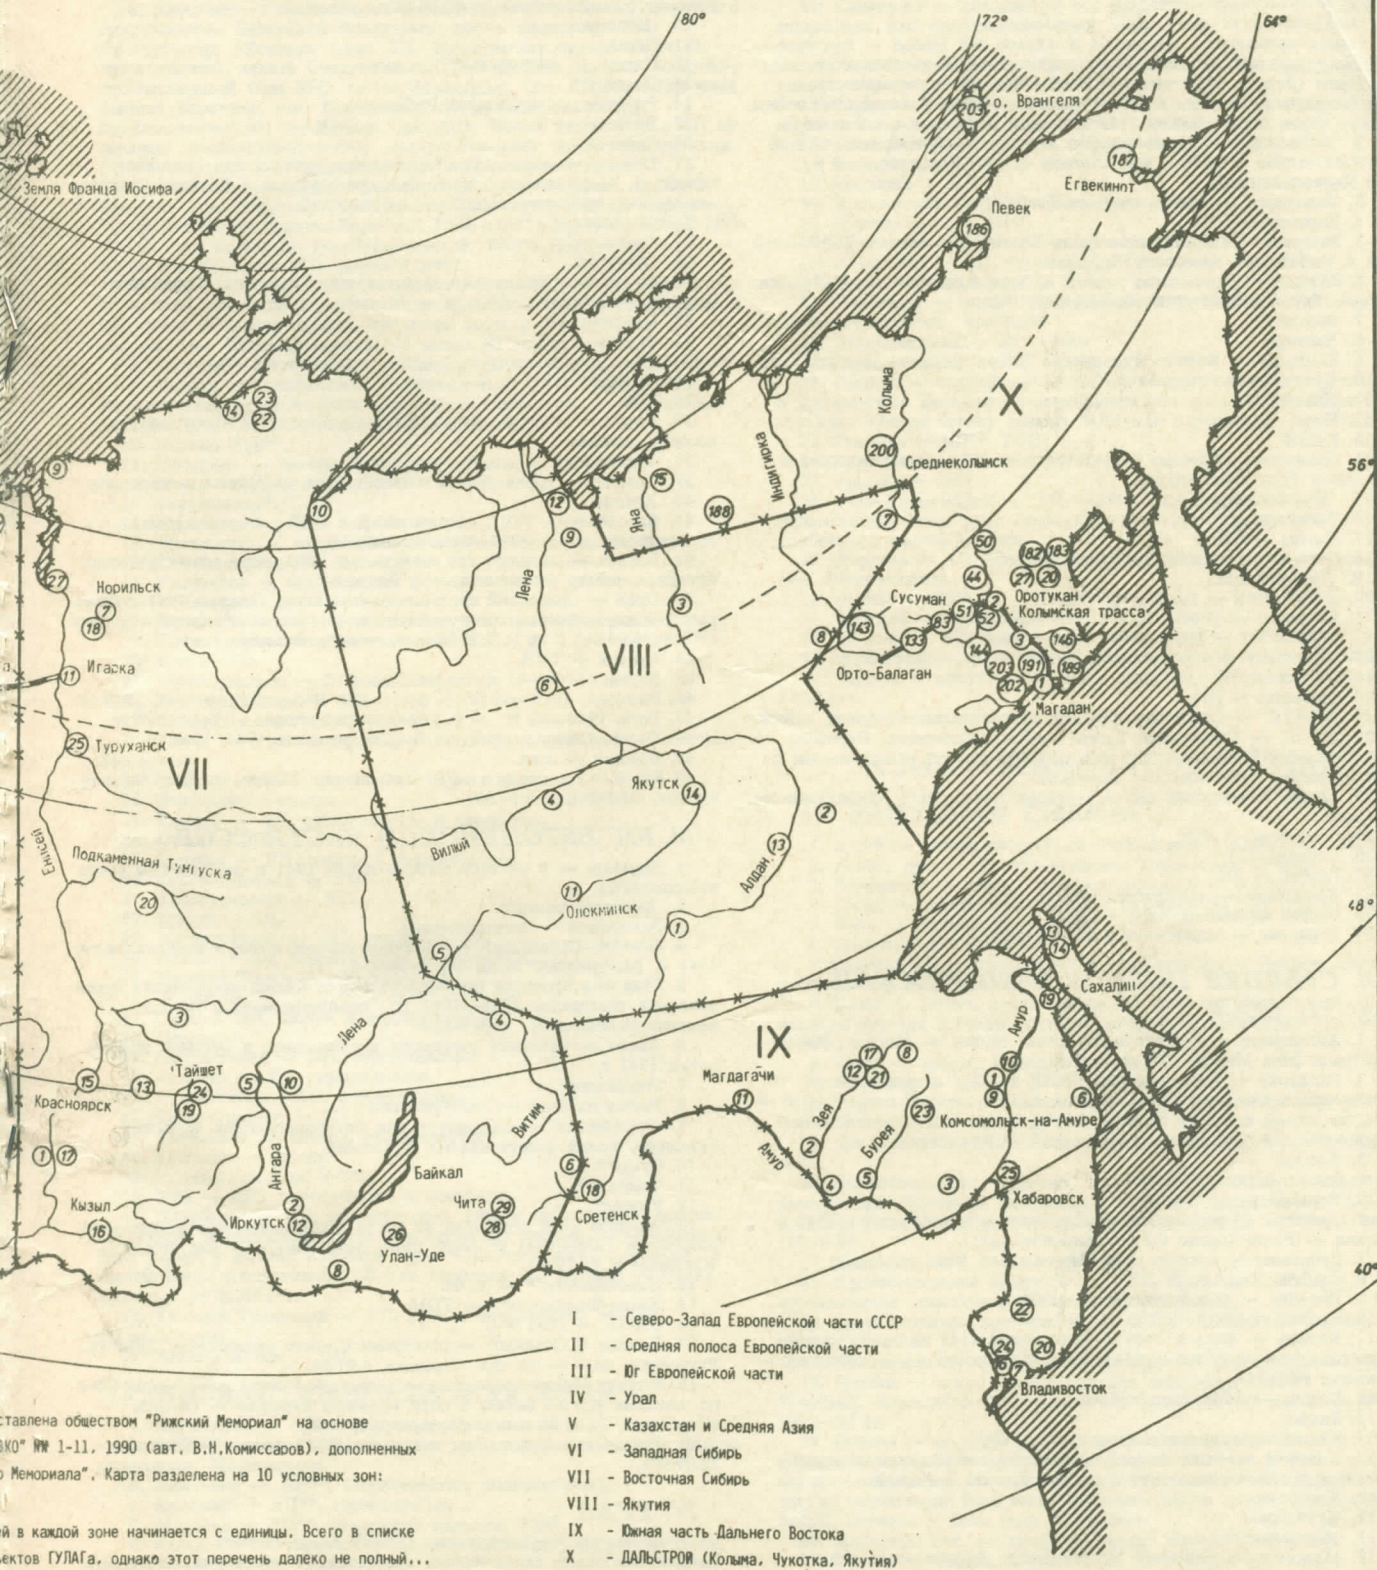 80°
72°
64°
203
о. Врангеля
187
Земля Франца Иосифа
Егвекинот
Певек
186
X
Колыма
23
14
22
200
Индигирка
Среднеколымск
56°
9
15
10
12
188
7
Яна
9
50
182
183
27
Лена
44
27
20
Норильск
Сусуман
2
Оротукан
7
3
51
Колымская трасса
52
18
143
83
8
133
3
146
VIII
144
Игарка
203
191
189
11
Орто-Балаган
6
202
1
Магадан
25
Туруханск
VII
Якутск
4
14
2
Енисей
Вилюй
13
Подкаменная Тунгуска
Алдан
11
20
Олекминск
48°
1
13
5
14
Сахалин
19
3
4
Лена
Амур
IX
17
8
Тайшет
10
15
13
5
10
12
21
24
Магдагачи
1
11
9
6
Красноярск
19
23
Комсомольск-на-Амуре
Витим
Зея
Бурея
1
17
Ангара
2
Амур
Байкал
6
25
5
3
4
18
Хабаровск
Кызыл
2
Чита
29
16
Иркутск
12
28
Сретенск
26
Улан-Уде
8
40°
22
24
20
6
7
Владивосток
I - Северо-Запад Европейской части СССР
II - Средняя полоса Европейской части
III - Юг Европейской части
IV - Урал
V - Казахстан и Средняя Азия
VI - Западная Сибирь
VII - Восточная Сибирь
VIII - Якутия
IX - Южная часть Дальнего Востока
X - ДАЛЬСТРОЙ (Колыма, Чукотка, Якутия)
ставлена обществом "Рижский Мемориал" на основе
КО" №№ 1-11, 1990 (авт. В.Н.Комиссаров), дополненных
Мемориала". Карта разделена на 10 условных зон:
ей в каждой зоне начинается с единицы. Всего в списке
ъектов ГУЛАГа, однако этот перечень далеко не полный...